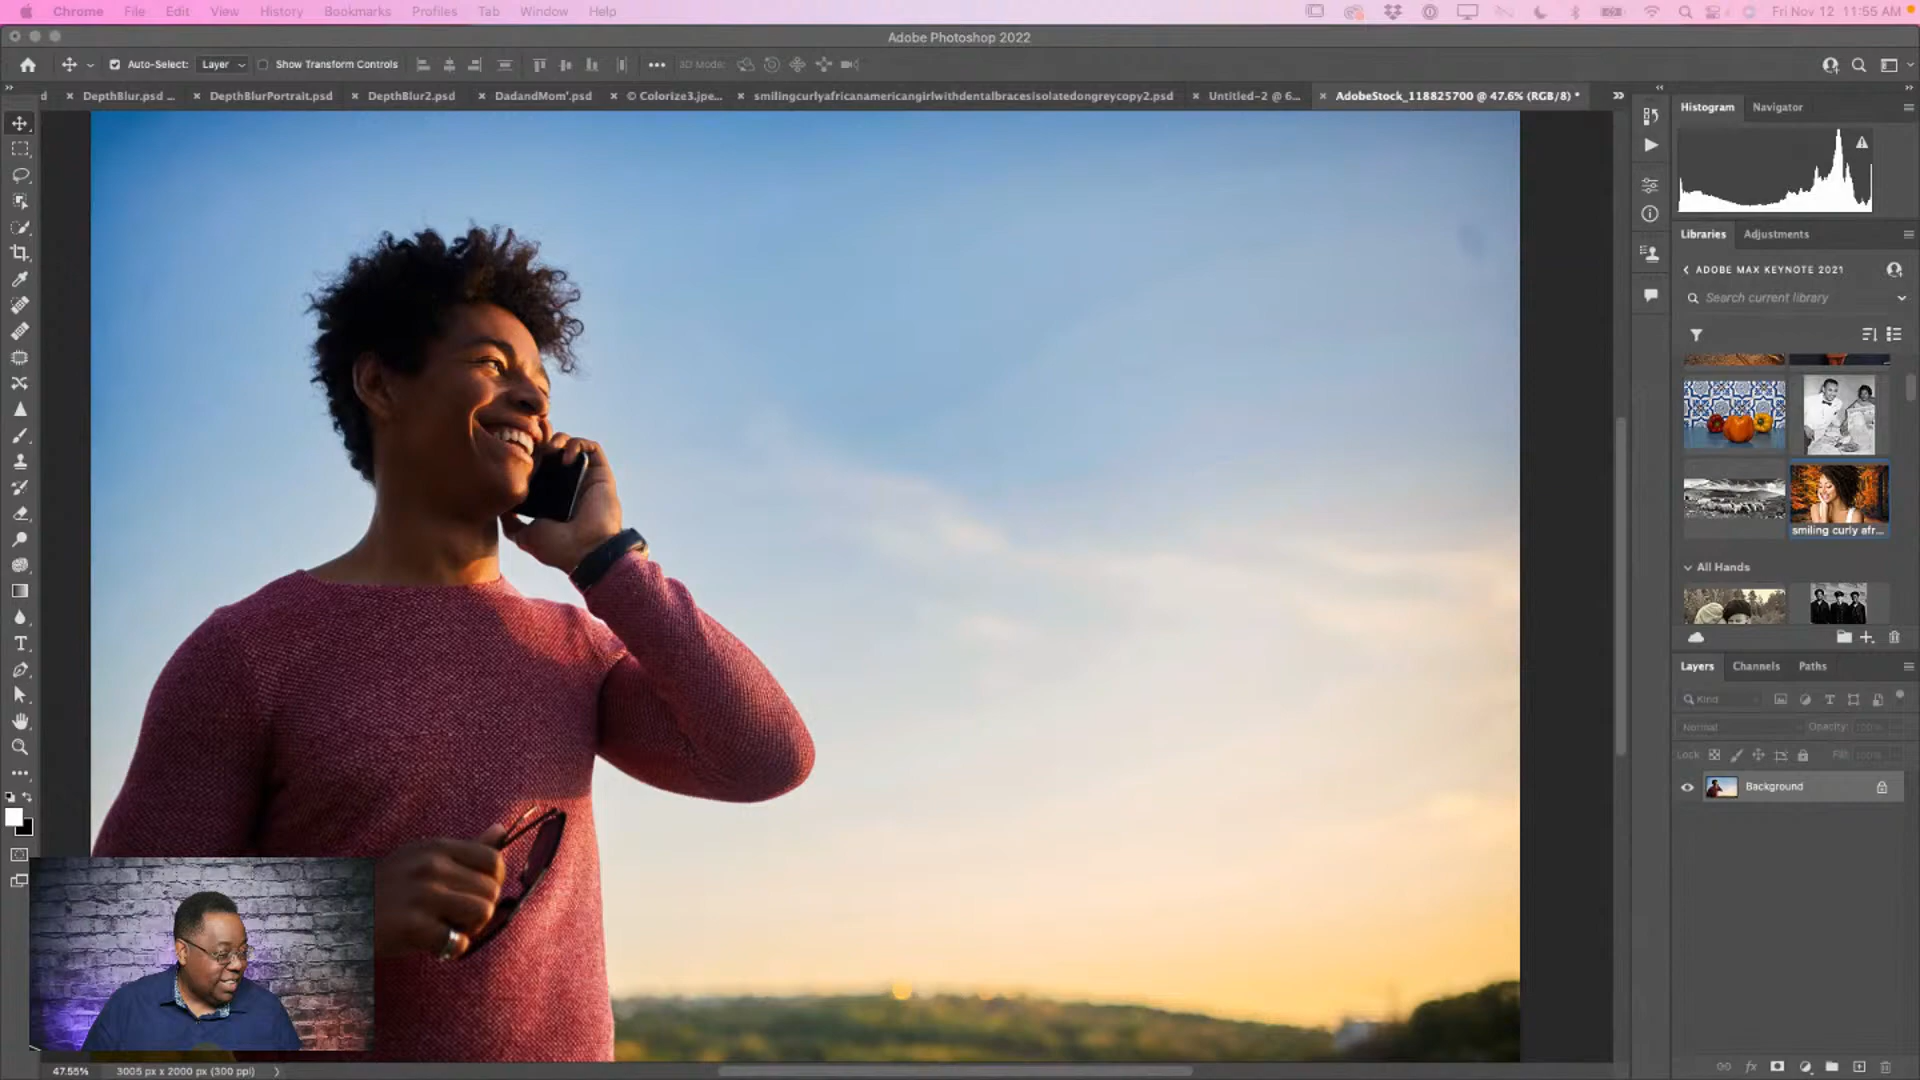 Chrome File Edit View History Bookmarks Profiles Tab Window Help Fri Nov 12 11:55 AM
Adobe Photoshop 2022
Auto-Select: Layer Show Transform Controls 3D Mode:
d × DepthBlur.psd ... × DepthBlurPortrait.psd × DepthBlur2.psd × DadandMom'.psd × © Colorize3.jpe... × smilingcurlyafricanamericangirlwithdentalbracesisolatedongreycopy2.psd × Untitled-2 @ 6... × AdobeStock_118825700 @ 47.6% (RGB/8) *
Histogram Navigator
Libraries Adjustments
ADOBE MAX KEYNOTE 2021
Search current library
smiling curly afr...
All Hands
Layers Channels Paths
Kind
Normal Opacity: 100%
Lock Fill: 100%
Background
47.55% 3005 px x 2000 px (300 ppi)